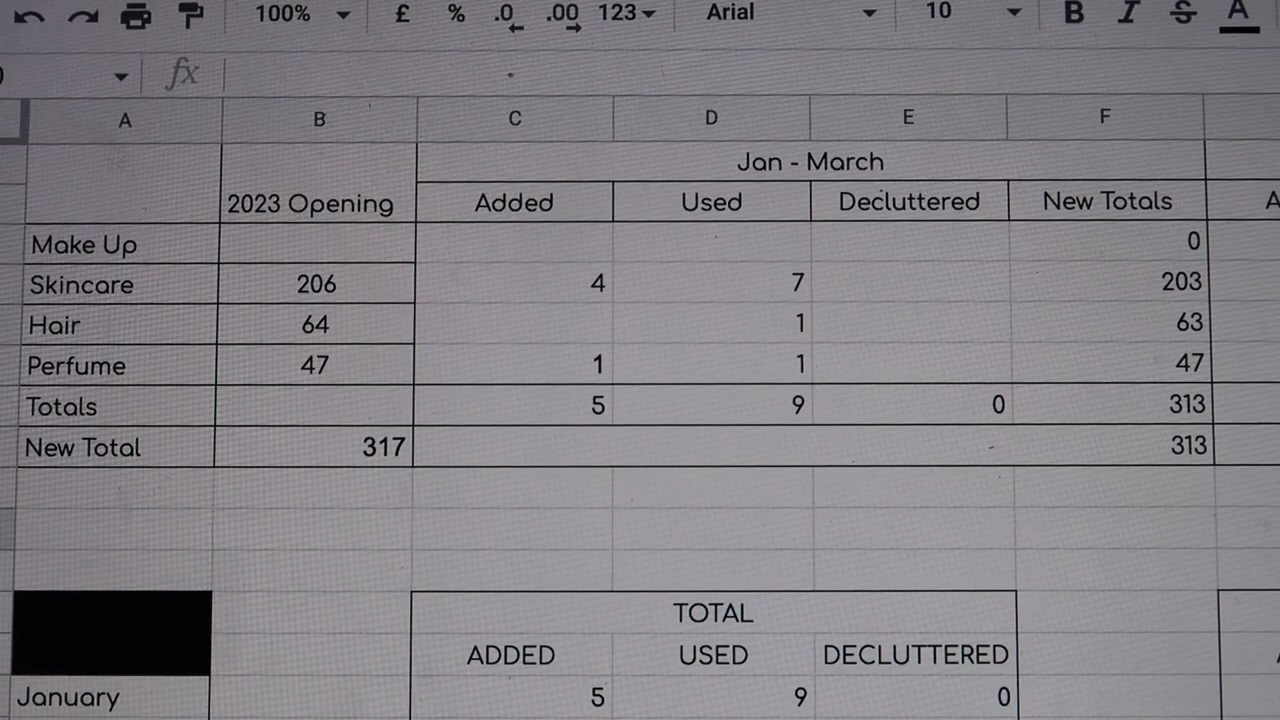 100% £ % .0 .00 123 Arial 10 B I S A
fx
A B C D E F
Jan - March
2023 Opening Added Used Decluttered New Totals A
Make Up 0
Skincare 206 4 7 203
Hair 64 1 63
Perfume 47 1 1 47
Totals 5 9 0 313
New Total 317 313
TOTAL
ADDED USED DECLUTTERED
January 5 9 0